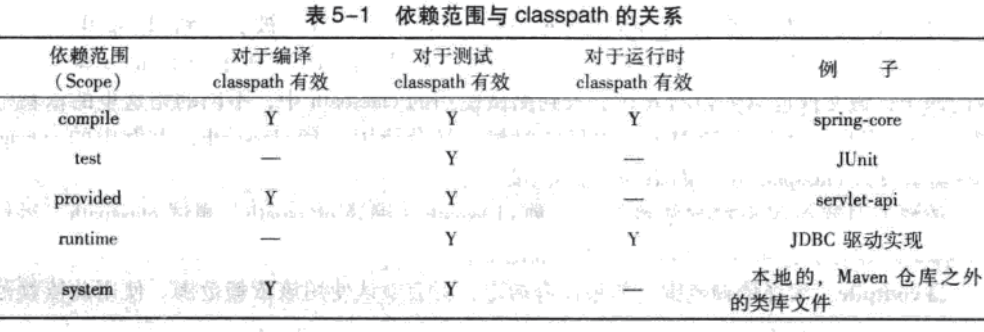 表 5-1 依赖范围与 classpath 的关系
依赖范围 对于编译 对于测试 对于运行时 例 子
(Scope) classpath 有效 classpath 有效 classpath 有效
compile Y Y Y spring-core
test — Y — JUnit
provided Y Y — servlet-api
runtime — Y Y JDBC 驱动实现
system Y Y — 本地的，Maven 仓库之外
的类库文件